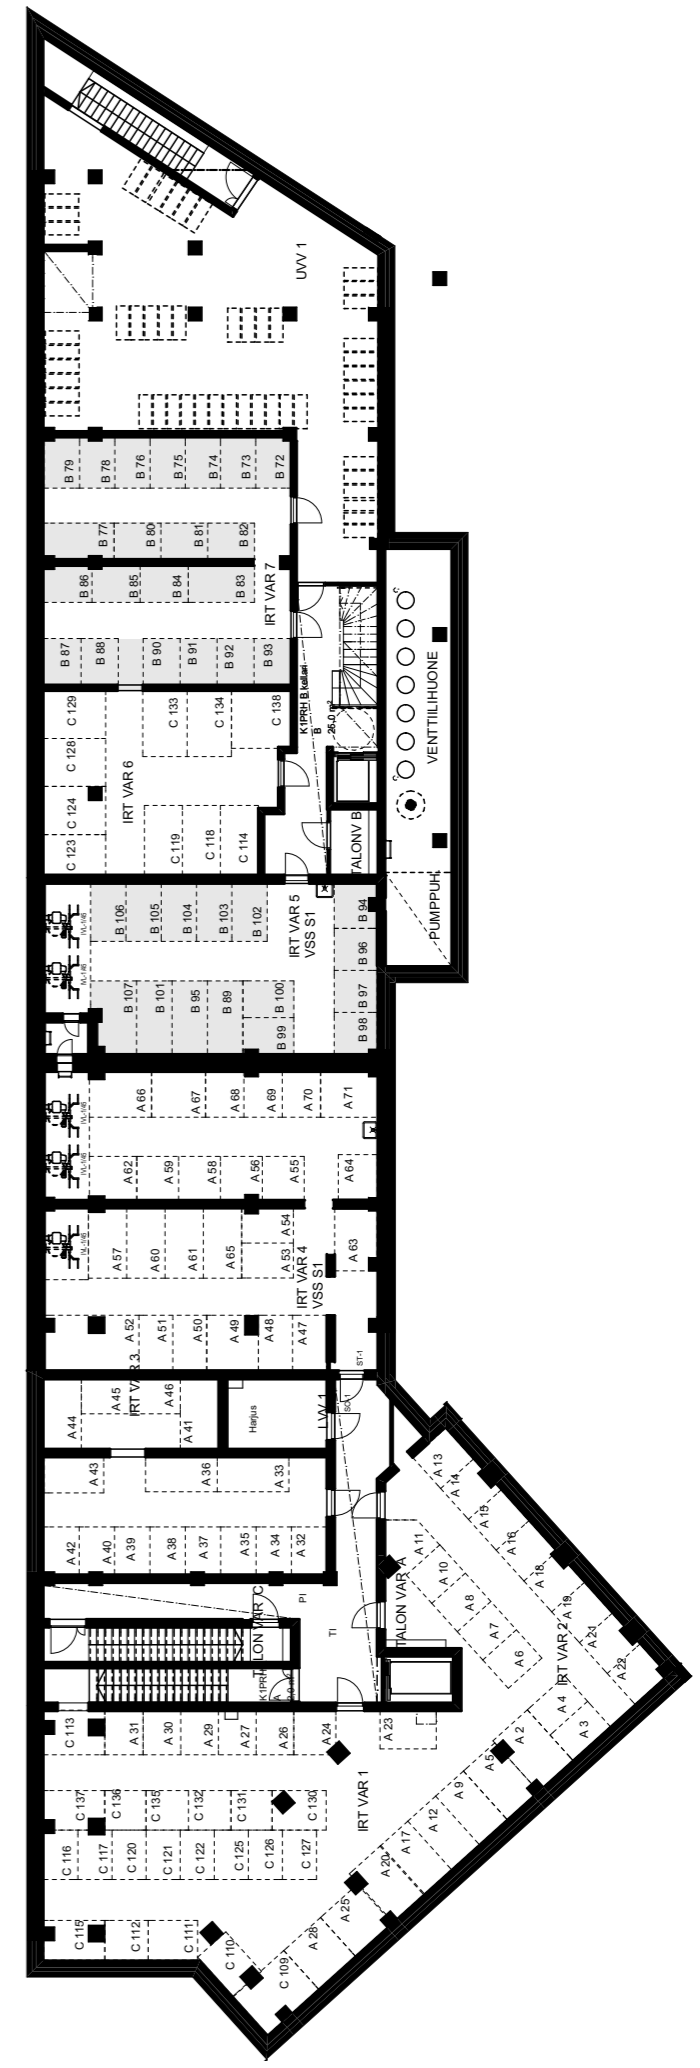 UVV 1
B 79
B 78
B 76
B 75
B 74
B 73
B 72
B 77
B 80
B 81
B 82
B 86
B 85
B 84
B 83
IRT VAR 7
B 87
B 88
B 90
B 91
B 92
B 93
C 129
C 133
C 134
C 138
K1PRH B kellari
B
25,0 m²
C 128
C 124
C 123
IRT VAR 6
C 119
C 118
C 114
TALONV B
VENTTIILIHUONE
PUMPPUH.
IRT VAR 5
VSS S1
B 106
B 105
B 104
B 103
B 102
B 94
B 96
B 97
B 98
B 107
B 101
B 95
B 89
B 100
B 99
A 66
A 67
A 68
A 69
A 70
A 71
A 62
A 59
A 58
A 56
A 55
A 64
A 57
A 60
A 61
A 65
A 54
A 53
A 63
IRT VAR 4
VSS S1
A 52
A 51
A 50
A 49
A 48
A 47
ST-1
IRT VAR 3
A 44
A 45
A 46
A 41
Harjus
LVV 1
A 43
A 36
A 33
A 42
A 40
A 39
A 38
A 37
A 35
A 34
A 32
A 13
A 14
A 15
A 16
A 18
A 19
A 21
A 22
A 11
A 10
A 8
A 7
A 6
IRT VAR 2
A 4
A 3
TALON VAR A
TALON VAR C
PI
TI
K1PRH
A
C 113
A 31
A 30
A 29
A 27
A 26
A 24
A 23
A 2
A 5
A 9
A 12
A 17
A 20
A 25
A 28
IRT VAR 1
C 137
C 136
C 135
C 132
C 131
C 130
C 116
C 117
C 120
C 121
C 122
C 125
C 126
C 127
C 115
C 112
C 111
C 110
C 109